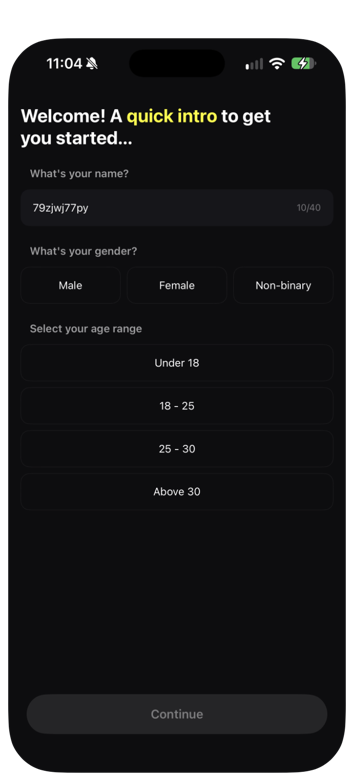 11:04
Welcome! A quick intro to get
you started...
What's your name?
79zjwj77py 10/40
What's your gender?
Male Female Non-binary
Select your age range
Under 18
18 - 25
25 - 30
Above 30
Continue